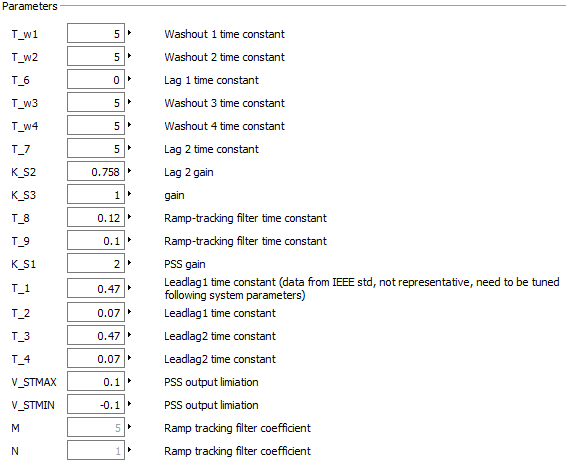 Parameters
T_w1 5 Washout 1 time constant
T_w2 5 Washout 2 time constant
T_6 0 Lag 1 time constant
T_w3 5 Washout 3 time constant
T_w4 5 Washout 4 time constant
T_7 5 Lag 2 time constant
K_S2 0.758 Lag 2 gain
K_S3 1 gain
T_8 0.12 Ramp-tracking filter time constant
T_9 0.1 Ramp-tracking filter time constant
K_S1 2 PSS gain
T_1 0.47 Leadlag1 time constant (data from IEEE std, not representative, need to be tuned
following system parameters)
T_2 0.07 Leadlag1 time constant
T_3 0.47 Leadlag2 time constant
T_4 0.07 Leadlag2 time constant
V_STMAX 0.1 PSS output limiation
V_STMIN -0.1 PSS output limiation
M 5 Ramp tracking filter coefficient
N 1 Ramp tracking filter coefficient